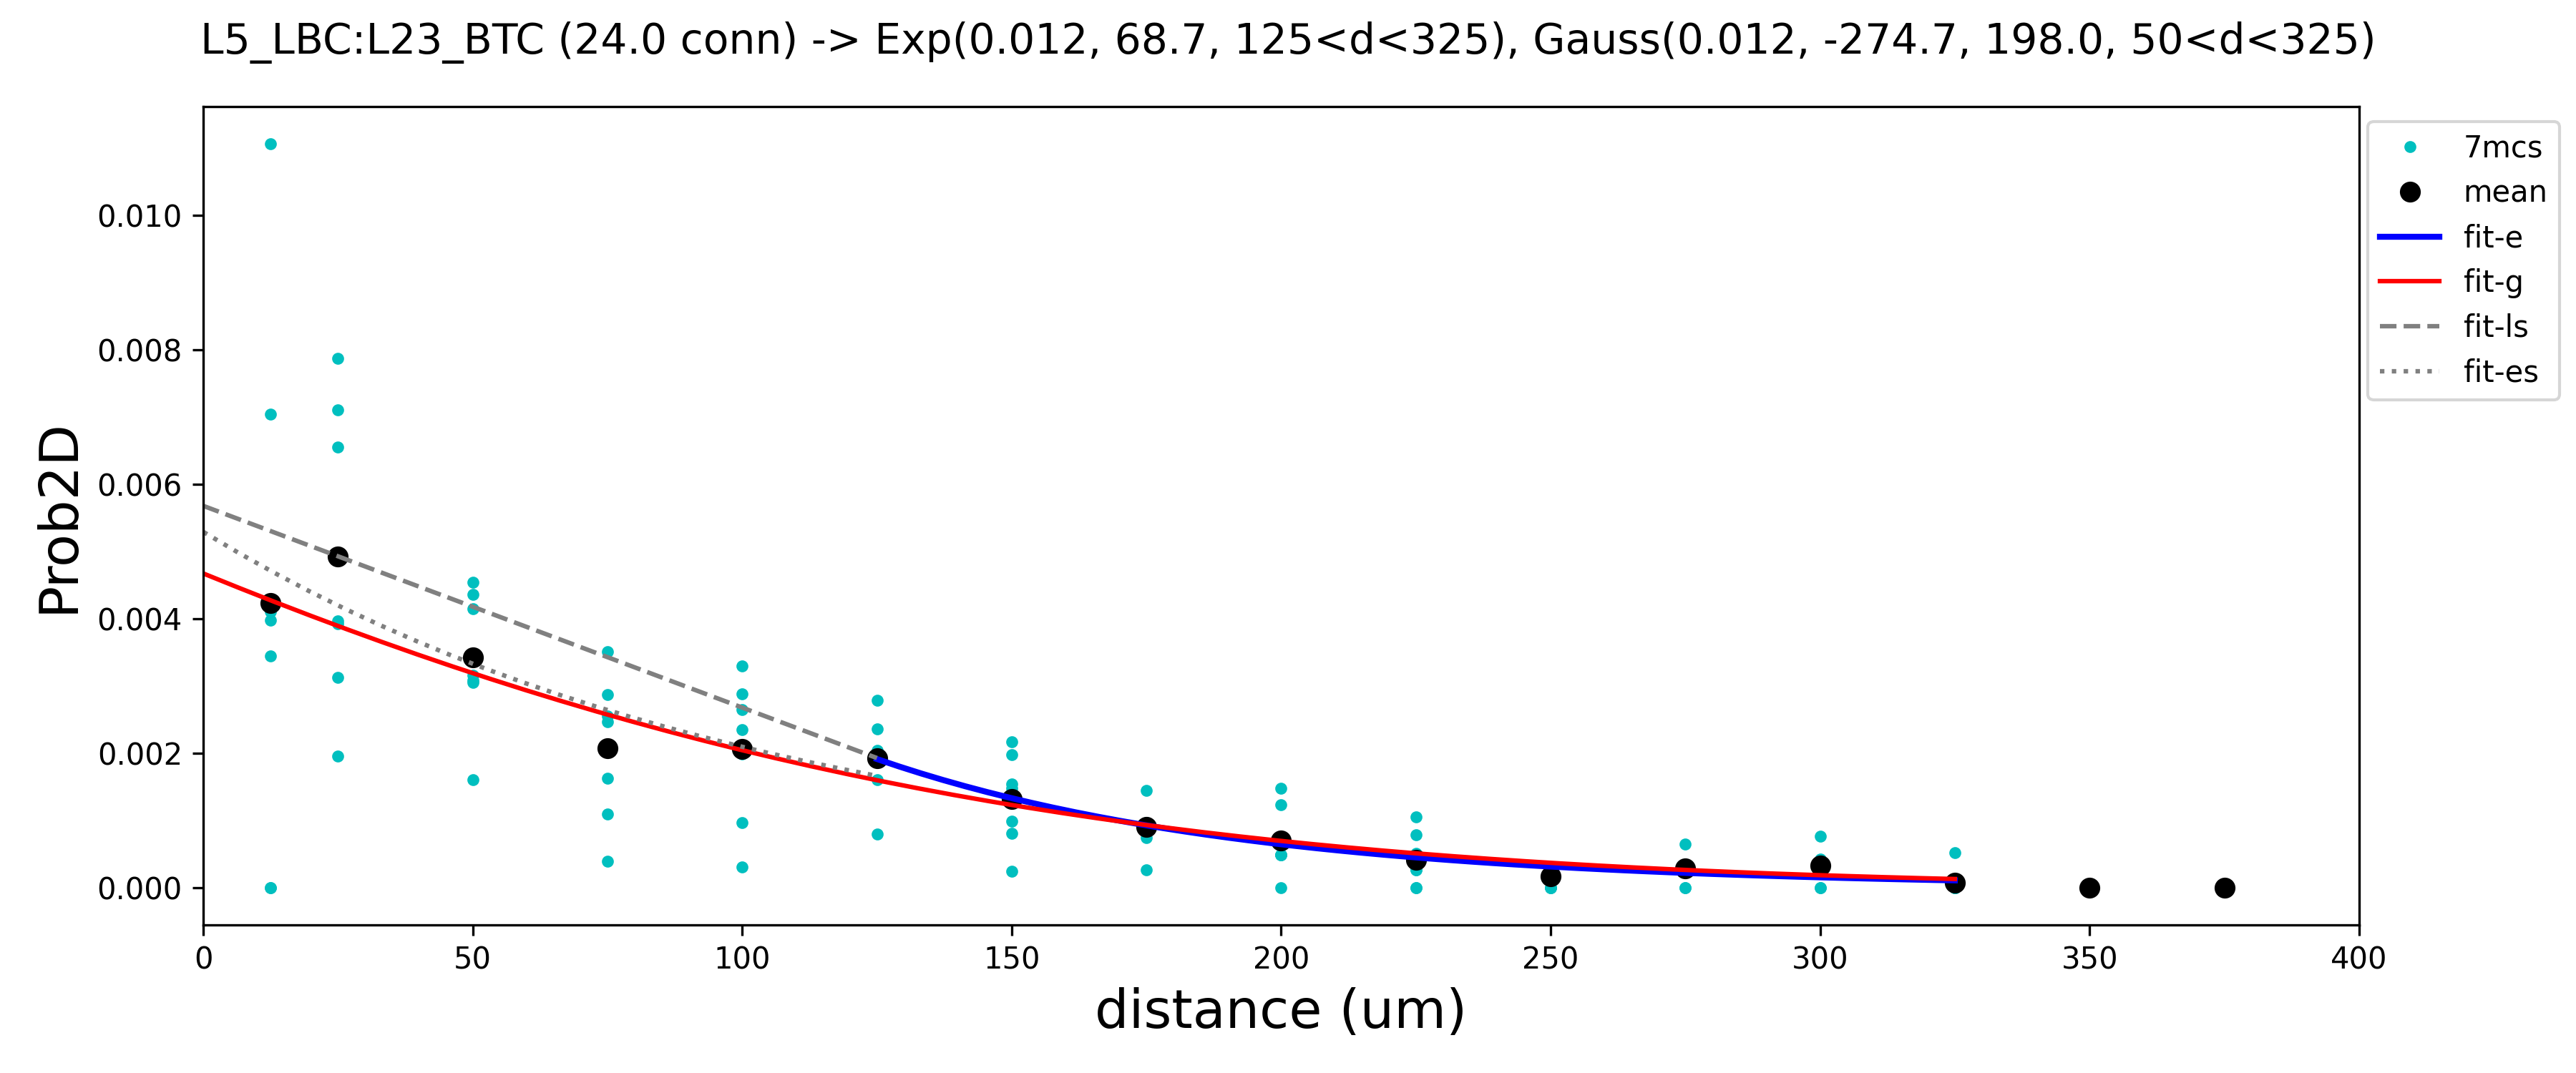 L5_LBC:L23_BTC (24.0 conn) -> Exp(0.012, 68.7, 125<d<325), Gauss(0.012, -274.7, 198.0, 50<d<325)
7mcs
mean
fit-e
fit-g
fit-ls
fit-es
Prob2D
0.010
0.008
0.006
0.004
0.002
0.000
0 50 100 150 200 250 300 350 400
distance (um)